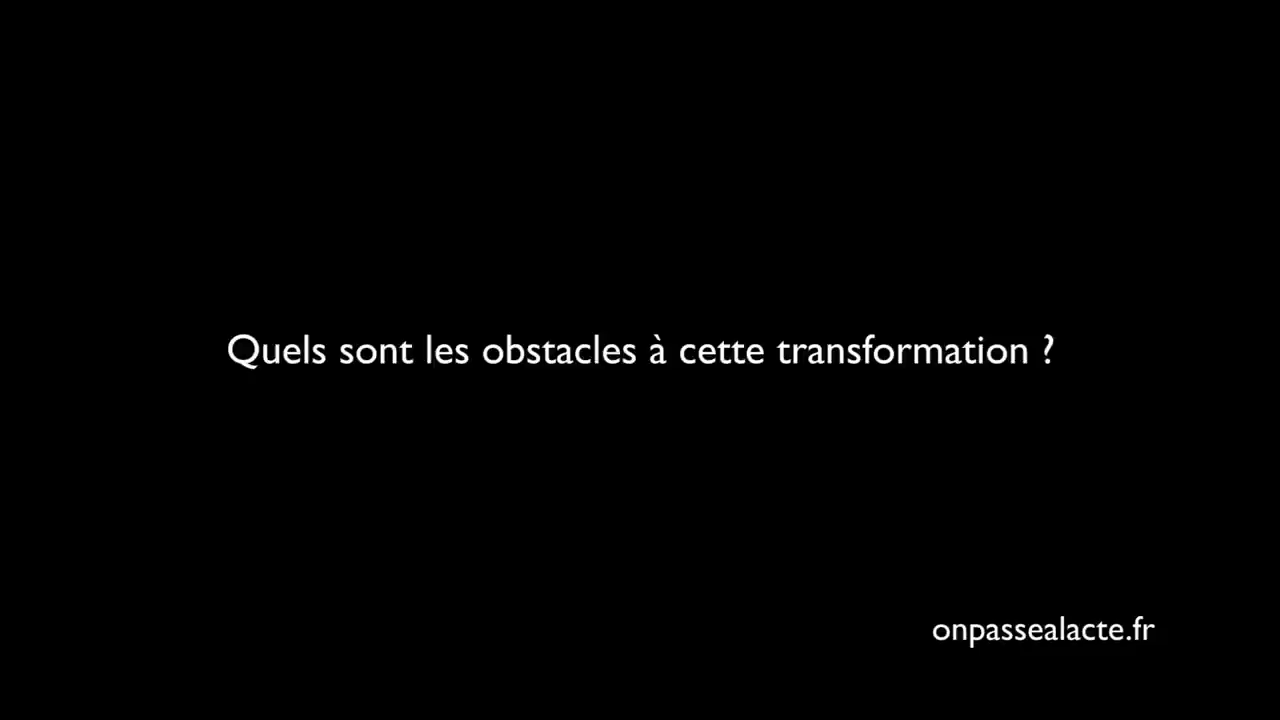 Quels sont les obstacles à cette transformation ?
onpassealacte.fr